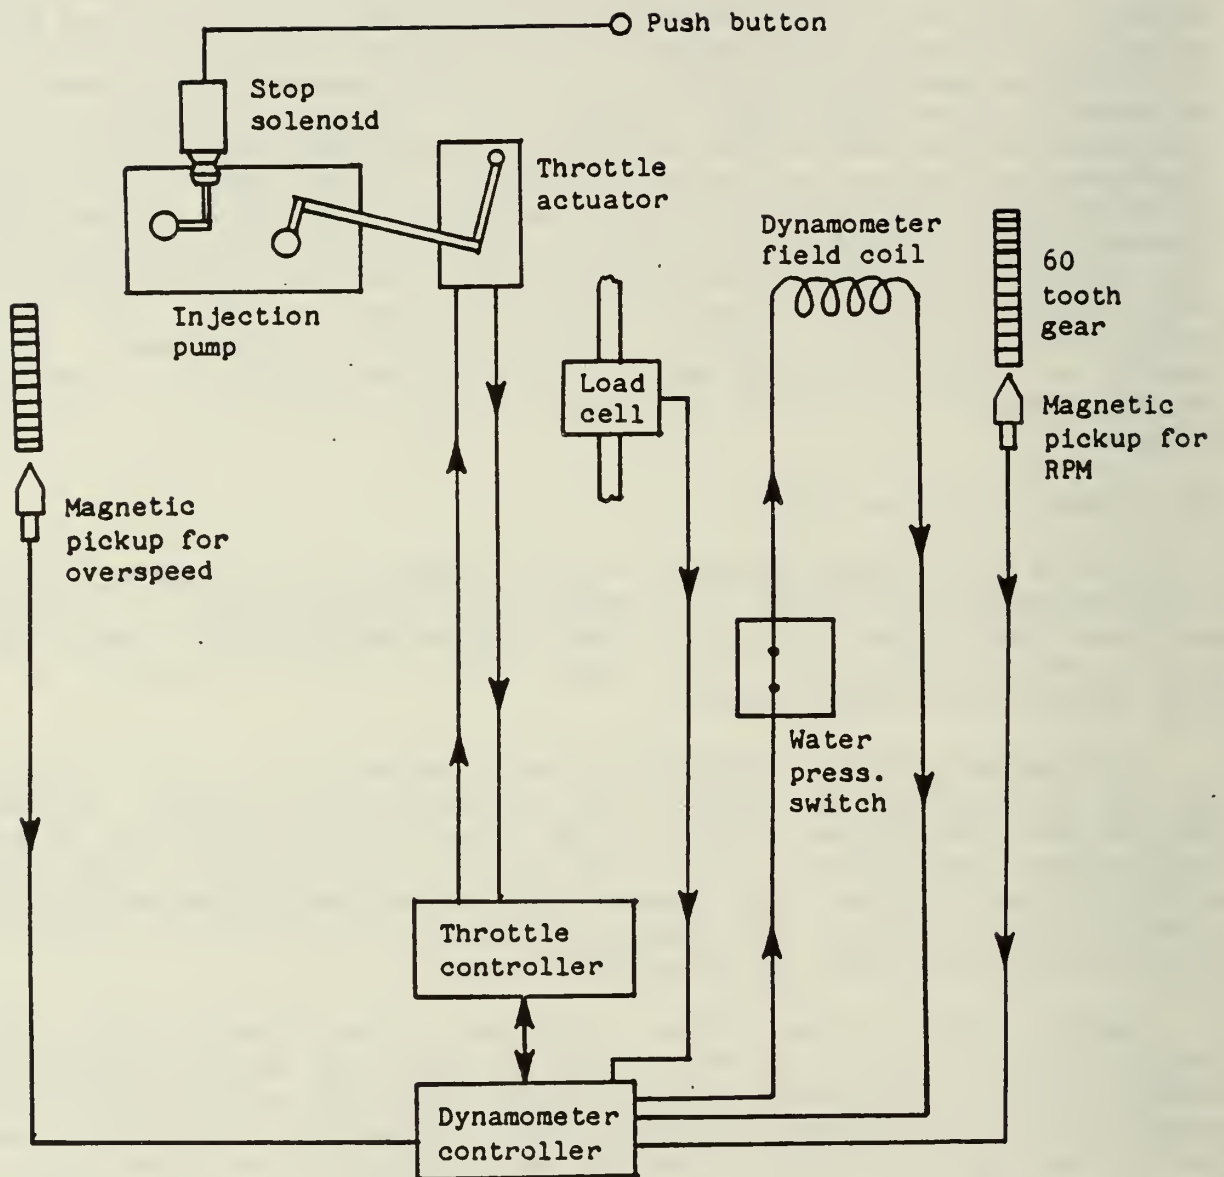 Push button
Stop
solenoid
Throttle
actuator
Injection
pump
Dynamometer
field coil
60
tooth
gear
Load
cell
Magnetic
pickup for
RPM
Magnetic
pickup for
overspeed
Water
press.
switch
Throttle
controller
Dynamometer
controller